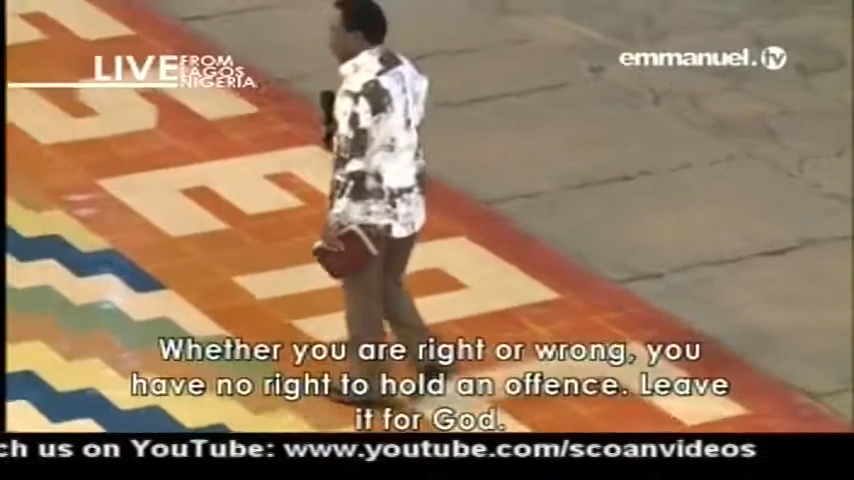 LIVE FROM LAGOS NIGERIA
emmanuel.tv
Whether you are right or wrong, you
have no right to hold an offence. Leave
it for God.
ch us on YouTube: www.youtube.com/scoanvideos